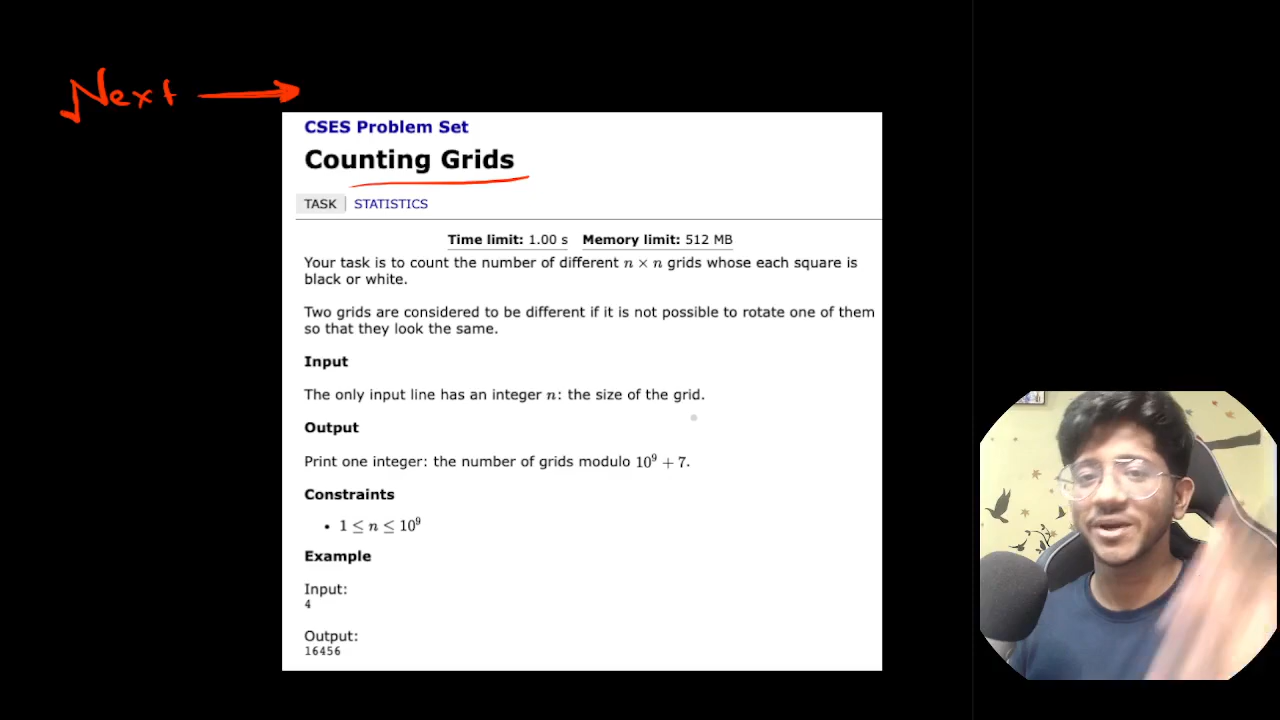 Next →
CSES Problem Set
Counting Grids
TASK | STATISTICS
Time limit: 1.00 s Memory limit: 512 MB
Your task is to count the number of different n × n grids whose each square is
black or white.
Two grids are considered to be different if it is not possible to rotate one of them
so that they look the same.
Input
The only input line has an integer n: the size of the grid.
Output
Print one integer: the number of grids modulo 10⁹ + 7.
Constraints
• 1 ≤ n ≤ 10⁹
Example
Input:
4
Output:
16456